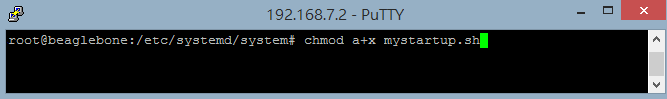 192.168.7.2 - PuTTY
root@beaglebone:/etc/systemd/system# chmod a+x mystartup.sh